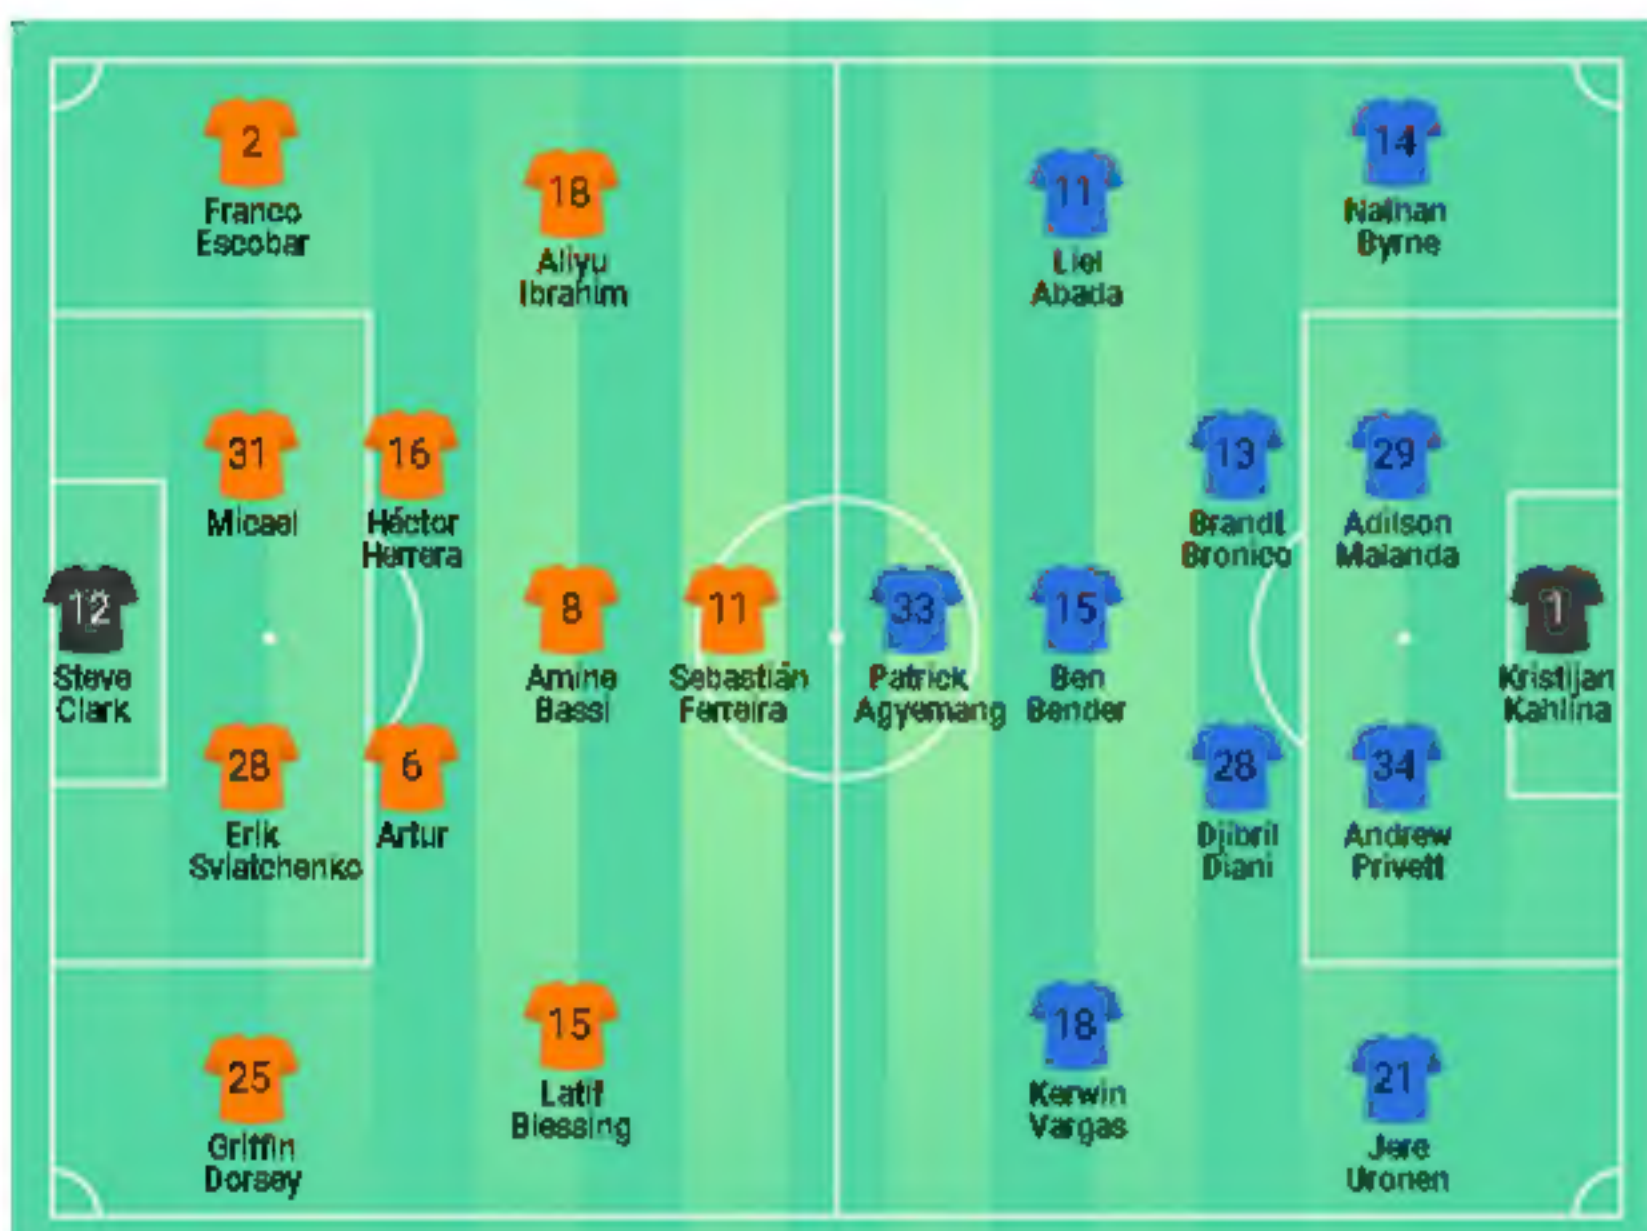 2
Franco
Escobar
18
Aliyu
Ibrahim
11
Liel
Abada
14
Nathan
Byrne
31
Micael
16
Héctor
Herrera
13
Brandt
Bronico
29
Adilson
Malanda
12
Steve
Clark
8
Amine
Bassi
11
Sebastián
Ferreira
33
Patrick
Agyemang
15
Ben
Bender
1
Kristijan
Kahlina
28
Erik
Sviatchenko
6
Artur
28
Djibril
Diani
34
Andrew
Privett
25
Griffin
Dorsey
15
Latif
Blessing
18
Kerwin
Vargas
21
Jere
Uronen